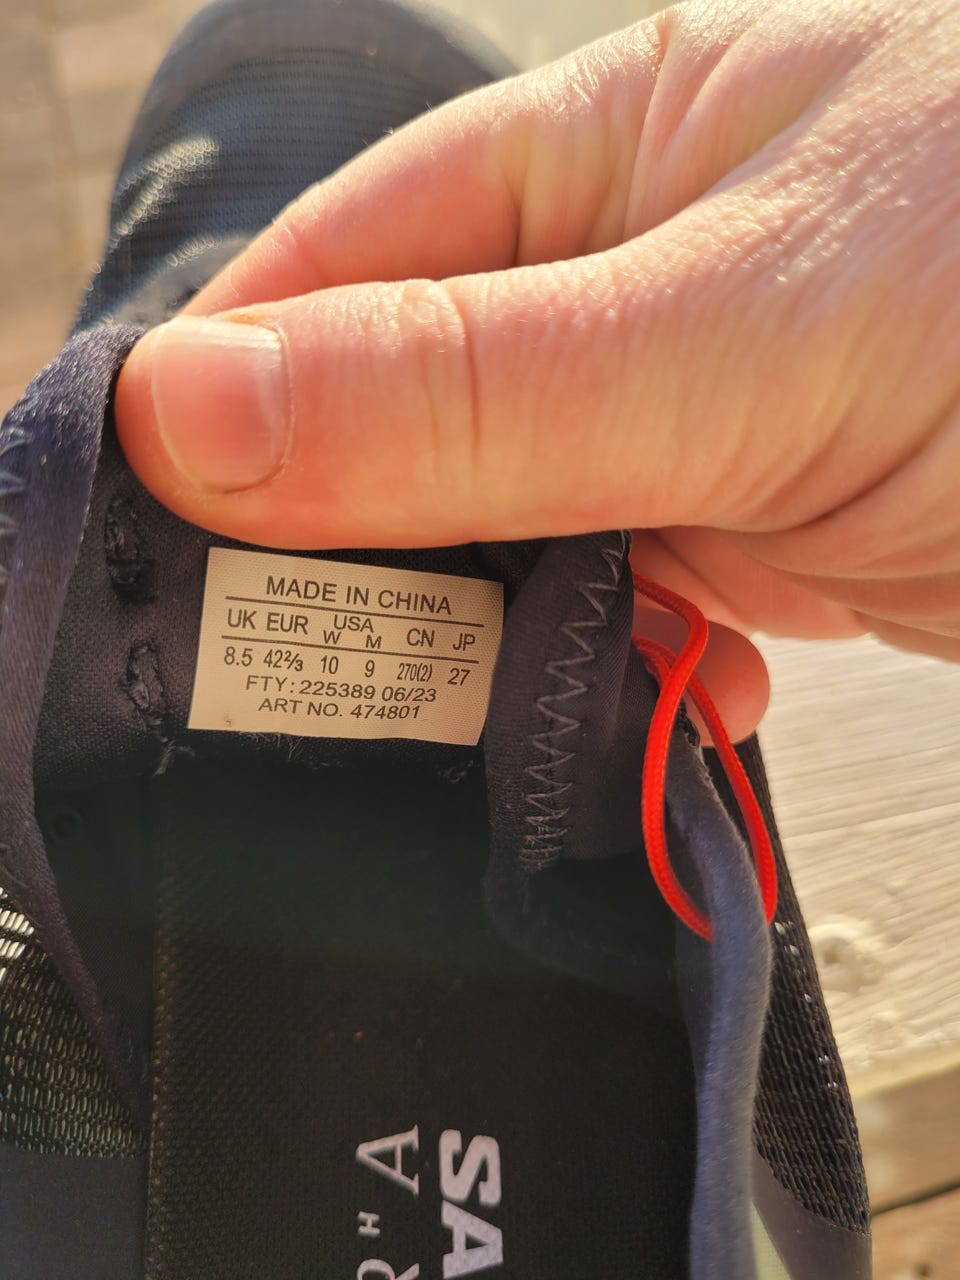 MADE IN CHINA
UK EUR USA CN JP
W M
8.5 42⅔ 10 9 270(2) 27
FTY: 225389 06/23
ART NO. 474801